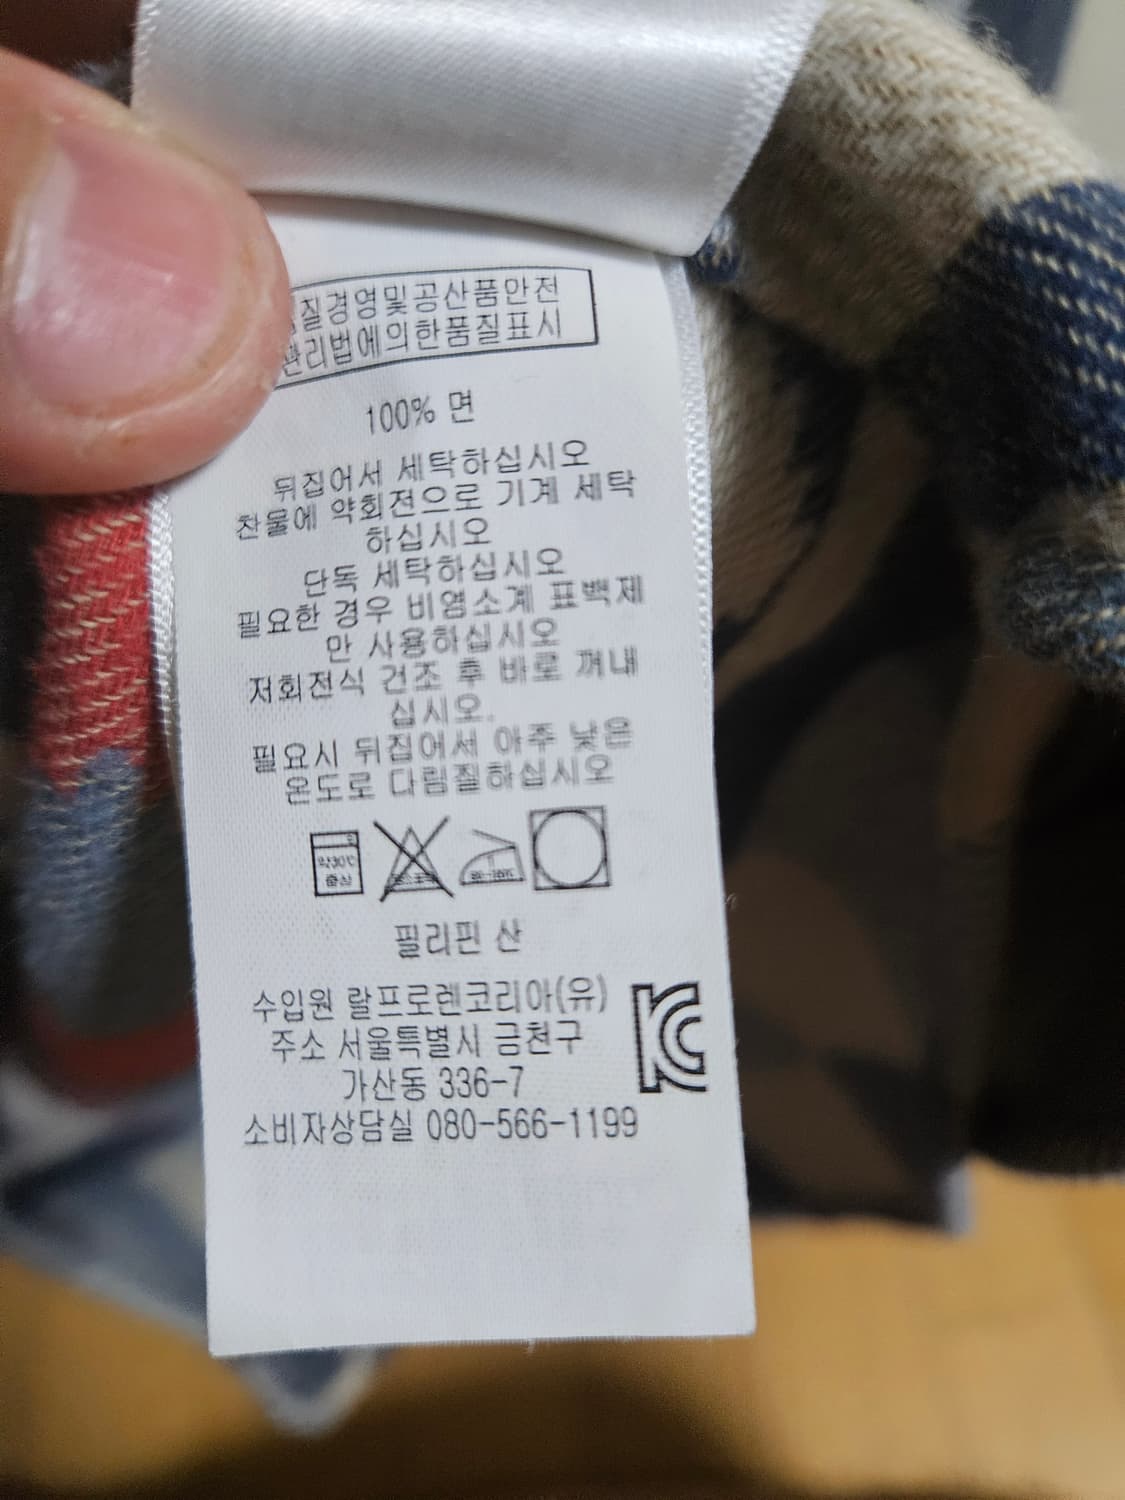 질경영및공산품안전
관리법에의한품질표시
100% 면
뒤집어서 세탁하십시오
찬물에 약회전으로 기계 세탁
하십시오
단독 세탁하십시오
필요한 경우 비염소계 표백제
만 사용하십시오
저회전식 건조 후 바로 꺼내
십시오.
필요시 뒤집어서 아주 낮은
온도로 다림질하십시오
약30℃
중성
필리핀 산
수입원 랄프로렌코리아(유)
주소 서울특별시 금천구
가산동 336-7
소비자상담실 080-566-1199